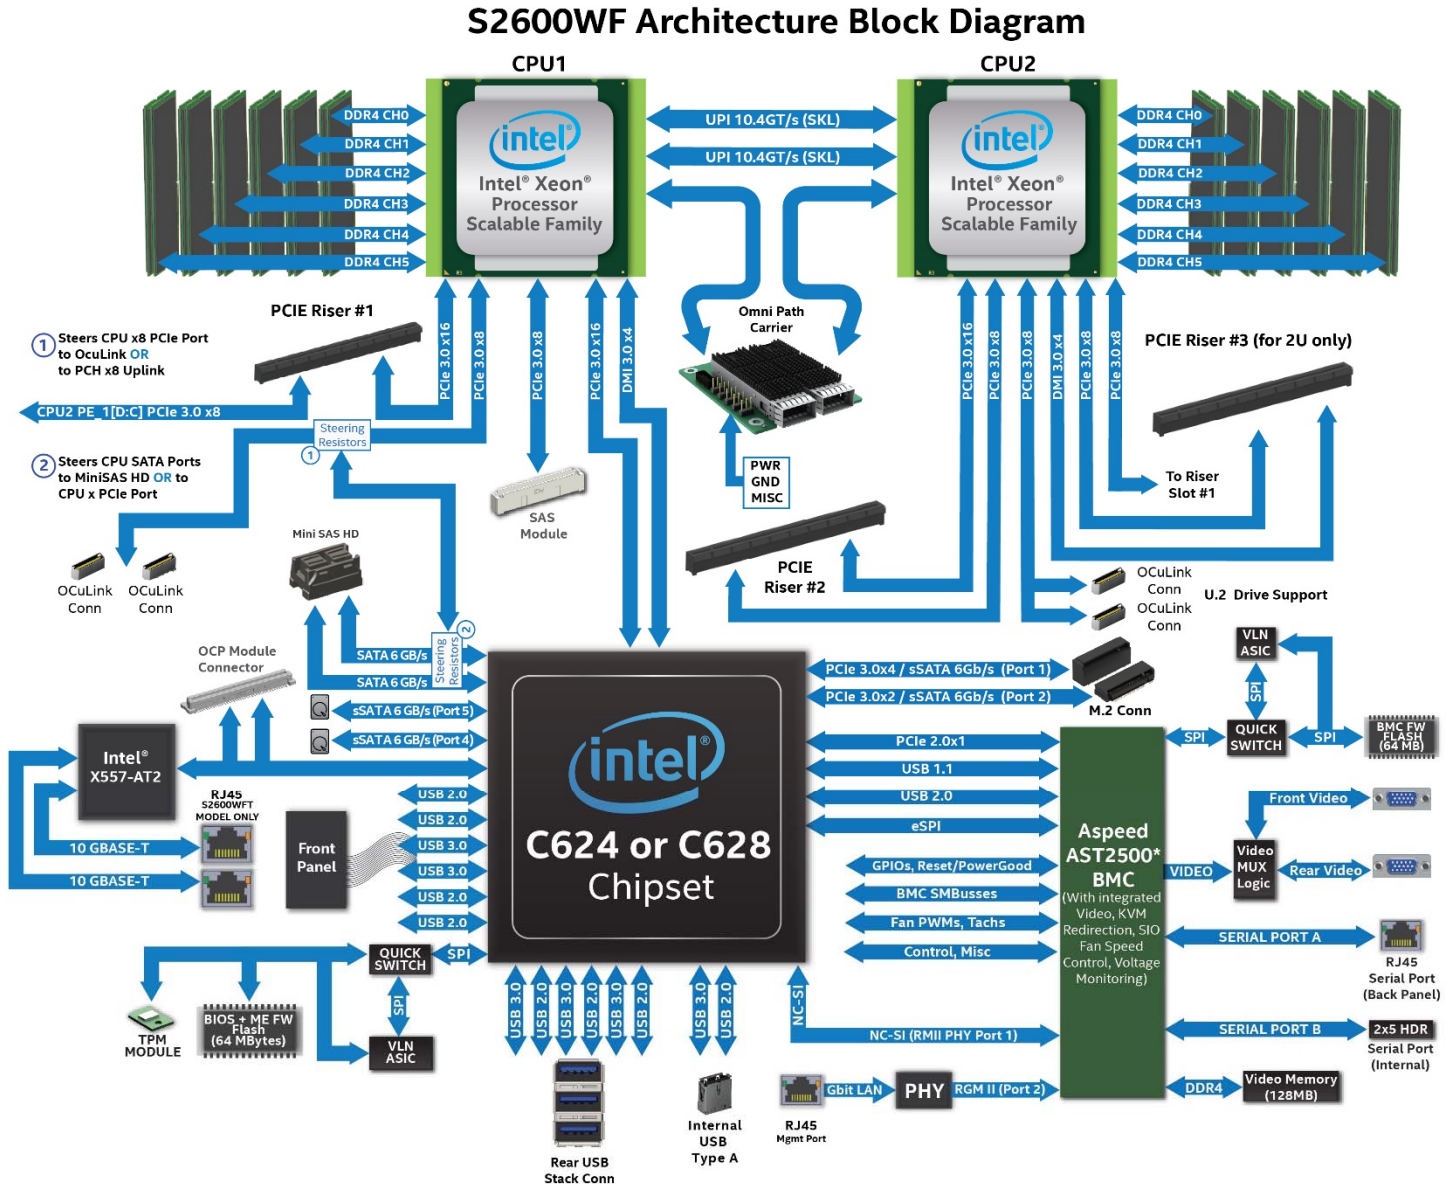 S2600WF Architecture Block Diagram
CPU1
CPU2
DDR4 CH0
DDR4 CH1
DDR4 CH2
DDR4 CH3
DDR4 CH4
DDR4 CH5
intel®
Intel® Xeon®
Processor
Scalable Family
UPI 10.4GT/s (SKL)
UPI 10.4GT/s (SKL)
intel®
Intel® Xeon®
Processor
Scalable Family
DDR4 CH0
DDR4 CH1
DDR4 CH2
DDR4 CH3
DDR4 CH4
DDR4 CH5
PCIE Riser #1
1 Steers CPU x8 PCIe Port
to OcuLink OR
to PCH x8 Uplink
CPU2 PE_1[D:C] PCIe 3.0 x8
2 Steers CPU SATA Ports
to MiniSAS HD OR to
CPU x PCIe Port
Steering
Resistors
1
PCIe 3.0 x16
PCIe 3.0 x8
PCIe 3.0 x8
PCIe 3.0 x16
DMI 3.0 x4
Omni Path
Carrier
PWR
GND
MISC
PCIe 3.0 x16
PCIe 3.0 x8
PCIe 3.0 x8
DMI 3.0 x4
PCIe 3.0 x8
PCIe 3.0 x8
PCIE Riser #3 (for 2U only)
To Riser
Slot #1
SAS
Module
Mini SAS HD
OCuLink
Conn
OCuLink
Conn
PCIE
Riser #2
OCuLink
Conn
OCuLink
Conn
U.2 Drive Support
OCP Module
Connector
Steering
Resistors
2
SATA 6 GB/s
SATA 6 GB/s
sSATA 6 GB/s (Port 5)
sSATA 6 GB/s (Port 4)
PCIe 3.0x4 / sSATA 6Gb/s (Port 1)
PCIe 3.0x2 / sSATA 6Gb/s (Port 2)
M.2 Conn
VLN
ASIC
SPI
SPI
QUICK
SWITCH
SPI
BMC FW
FLASH
(64 MB)
Intel®
X557-AT2
RJ45
S2600WFT
MODEL ONLY
10 GBASE-T
10 GBASE-T
Front
Panel
USB 2.0
USB 2.0
USB 3.0
USB 3.0
USB 2.0
USB 2.0
intel®
C624 or C628
Chipset
PCIe 2.0x1
USB 1.1
USB 2.0
eSPI
GPIOs, Reset/PowerGood
BMC SMBusses
Fan PWMs, Tachs
Control, Misc
Aspeed
AST2500*
BMC
(With integrated
Video, KVM
Redirection, SIO
Fan Speed
Control, Voltage
Monitoring)
VIDEO
Video
MUX
Logic
Front Video
Rear Video
SERIAL PORT A
RJ45
Serial Port
(Back Panel)
SERIAL PORT B
2x5 HDR
Serial Port
(Internal)
DDR4
Video Memory
(128MB)
QUICK
SWITCH
SPI
SPI
VLN
ASIC
TPM
MODULE
BIOS + ME FW
Flash
(64 MBytes)
USB 3.0
USB 2.0
USB 3.0
USB 2.0
USB 3.0
USB 2.0
USB 3.0
USB 2.0
NC-SI
NC-SI (RMII PHY Port 1)
Rear USB
Stack Conn
Internal
USB
Type A
RJ45
Mgmt Port
Gbit LAN
PHY
RGM II (Port 2)